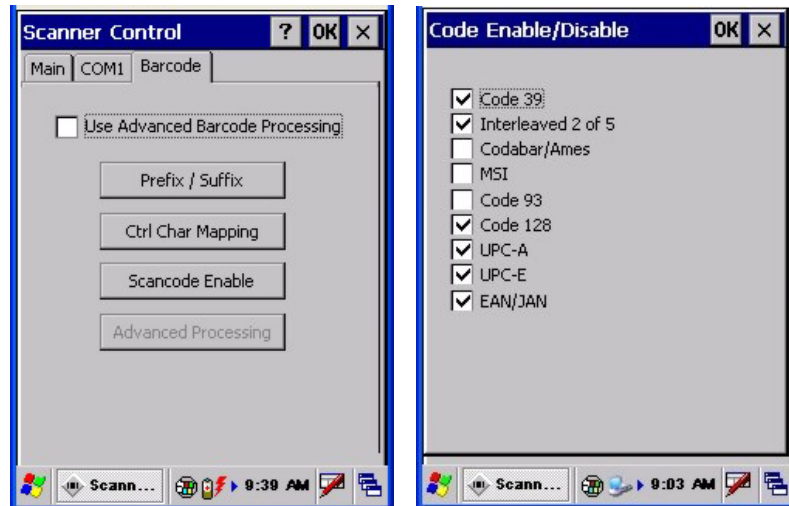 Scanner Control ? OK ×
Main COM1 Barcode
Use Advanced Barcode Processing
Prefix / Suffix
Ctrl Char Mapping
Scancode Enable
Advanced Processing
Scann... 9:39 AM
Code Enable/Disable OK ×
Code 39
Interleaved 2 of 5
Codabar/Ames
MSI
Code 93
Code 128
UPC-A
UPC-E
EAN/JAN
Scann... 9:03 AM